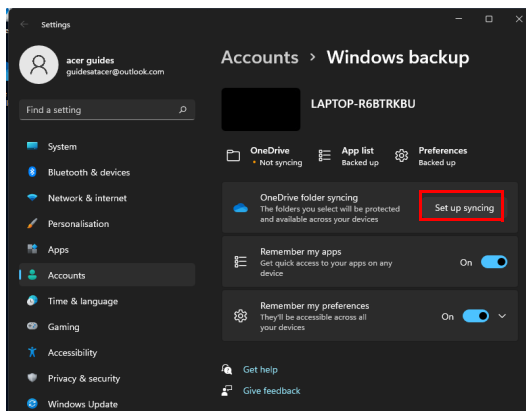 Settings
acer guides
guidesatacer@outlook.com
Find a setting
System
Bluetooth & devices
Network & internet
Personalisation
Apps
Accounts
Time & language
Gaming
Accessibility
Privacy & security
Windows Update
Accounts > Windows backup
LAPTOP-R6BTRKBU
OneDrive
• Not syncing
App list
Backed up
Preferences
Backed up
OneDrive folder syncing
The folders you select will be protected
and available across your devices
Set up syncing
Remember my apps
Get quick access to your apps on any
device
On
Remember my preferences
They'll be accessible across all
your devices
On
Get help
Give feedback